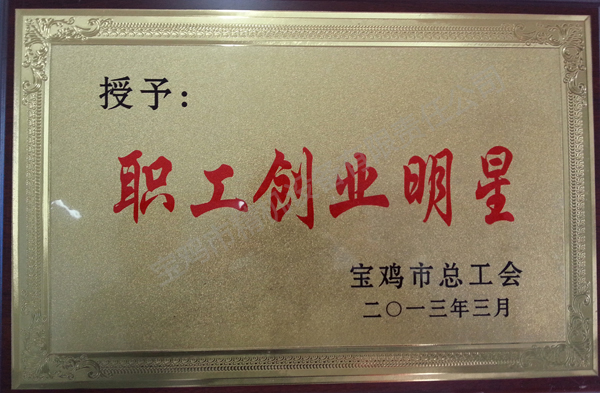 授予：
职工创业明星
宝鸡市总工会
二〇一三年三月